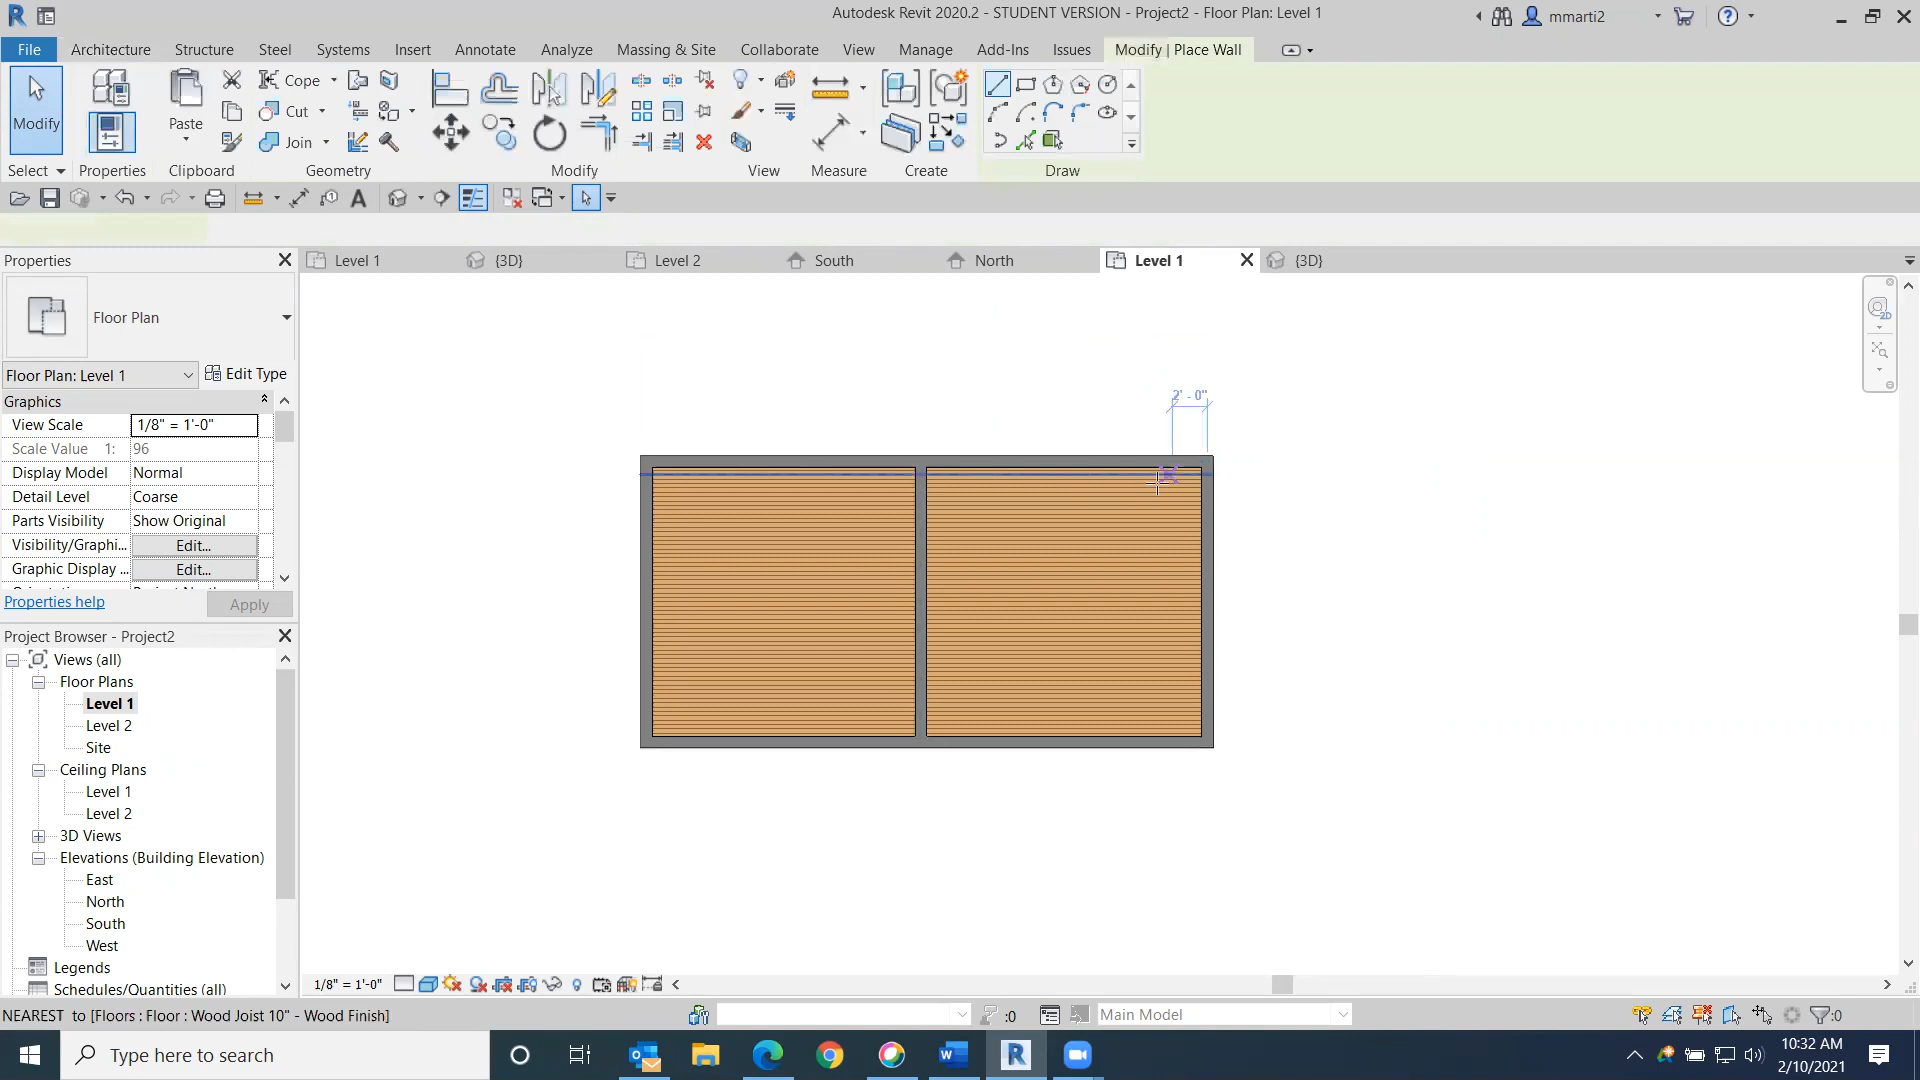 Autodesk Revit 2020.2 - STUDENT VERSION - Project2 - Floor Plan: Level 1
mmarti2
File Architecture Structure Steel Systems Insert Annotate Analyze Massing & Site Collaborate View Manage Add-Ins Issues Modify | Place Wall
Modify
Paste
Cope
Cut
Join
Select Properties Clipboard Geometry Modify View Measure Create Draw
Properties
Level 1 {3D} Level 2 South North Level 1 {3D}
2D
Floor Plan
Floor Plan: Level 1 Edit Type
Graphics
View Scale 1/8" = 1'-0"
Scale Value 1: 96
Display Model Normal
Detail Level Coarse
Parts Visibility Show Original
Visibility/Graphi... Edit...
Graphic Display ... Edit...
Properties help Apply
2' - 0"
Project Browser - Project2
Views (all)
Floor Plans
Level 1
Level 2
Site
Ceiling Plans
Level 1
Level 2
3D Views
Elevations (Building Elevation)
East
North
South
West
Legends
Schedules/Quantities (all)
1/8" = 1'-0"
NEAREST to [Floors : Floor : Wood Joist 10" - Wood Finish]
:0
Main Model
:0
Type here to search
10:32 AM
2/10/2021